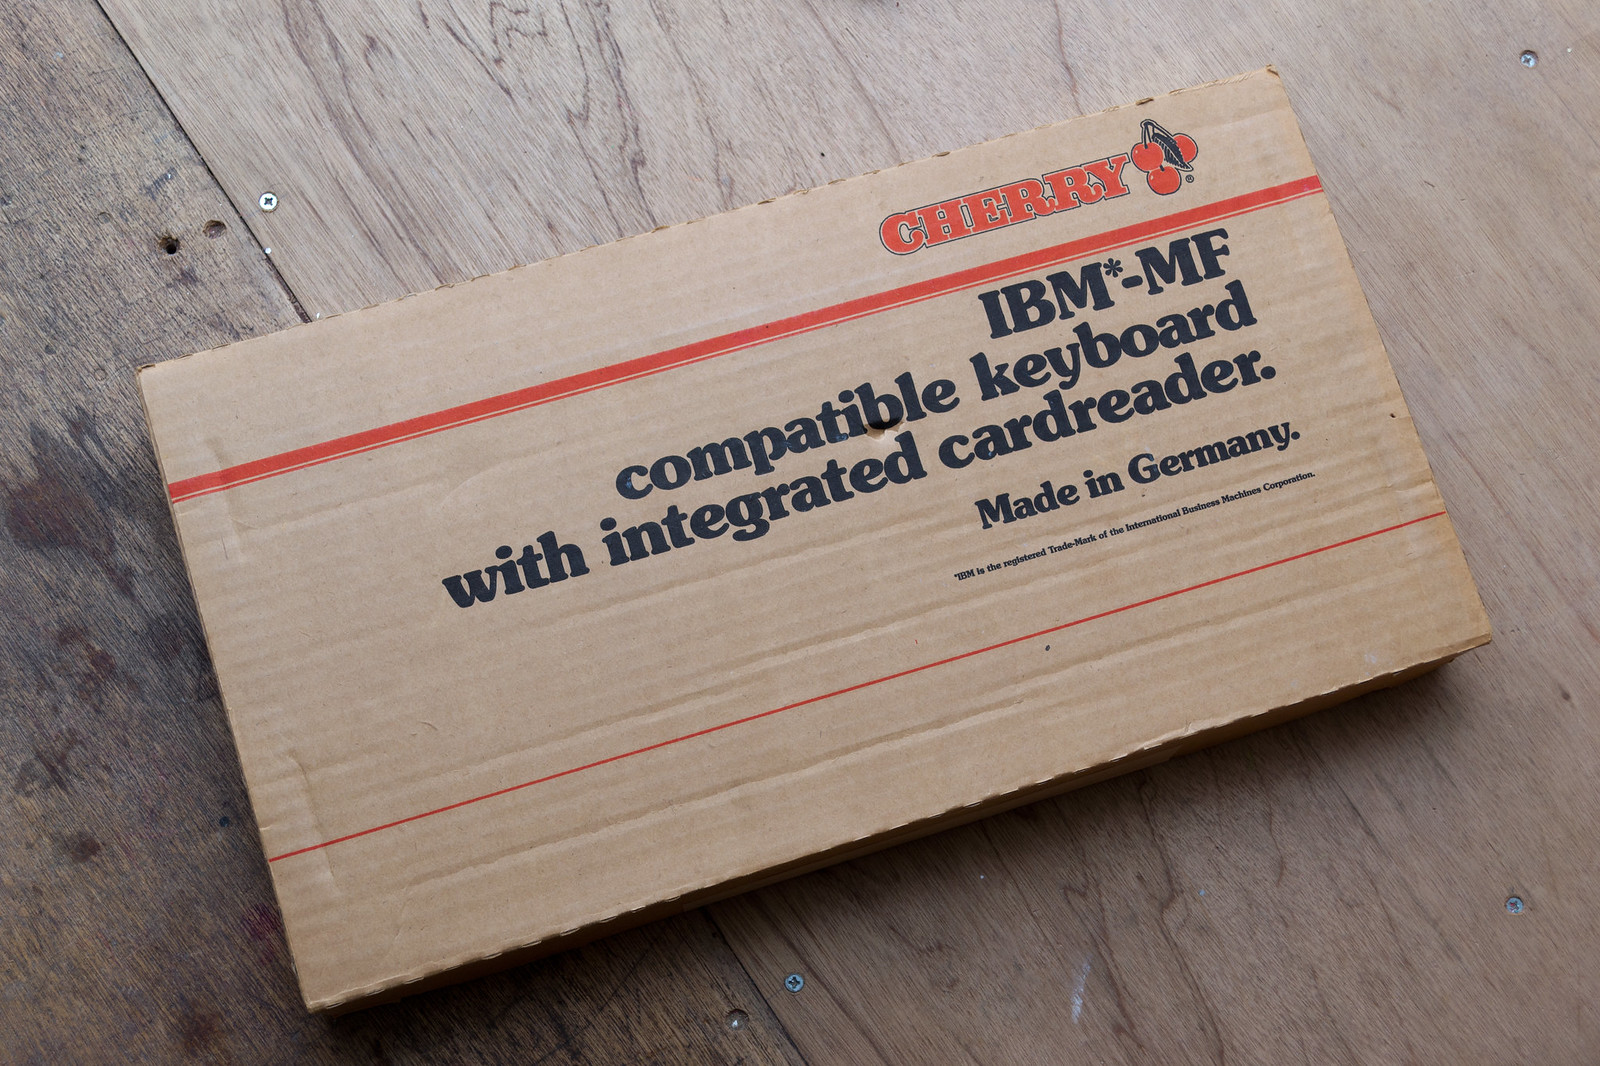 CHERRY®
IBM*-MF
compatible keyboard
with integrated cardreader.
Made in Germany.
*IBM is the registered Trade-Mark of the International Business Machines Corporation.